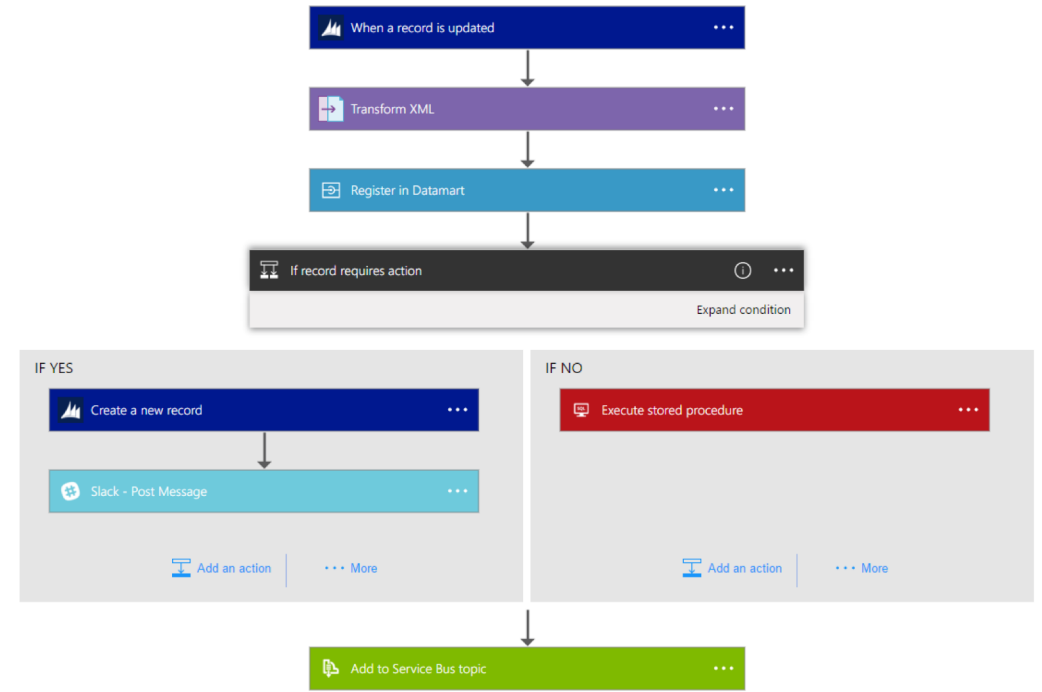 When a record is updated
Transform XML
Register in Datamart
If record requires action
Expand condition
IF YES
Create a new record
Slack - Post Message
Add an action
More
IF NO
SQL
Execute stored procedure
Add an action
More
Add to Service Bus topic